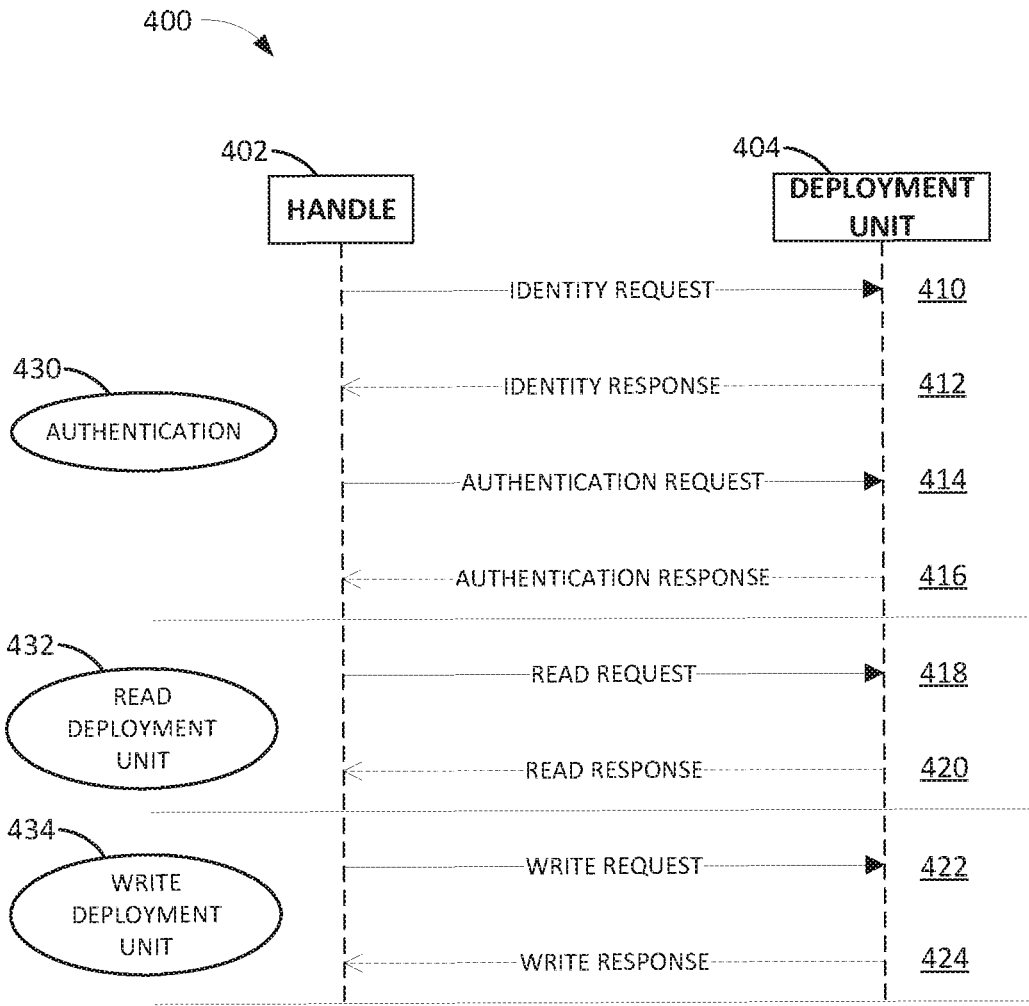 400
402
404
HANDLE
DEPLOYMENT
UNIT
IDENTITY REQUEST
410
430
IDENTITY RESPONSE
412
AUTHENTICATION
AUTHENTICATION REQUEST
414
AUTHENTICATION RESPONSE
416
432
READ
DEPLOYMENT
UNIT
READ REQUEST
418
READ RESPONSE
420
434
WRITE
DEPLOYMENT
UNIT
WRITE REQUEST
422
WRITE RESPONSE
424